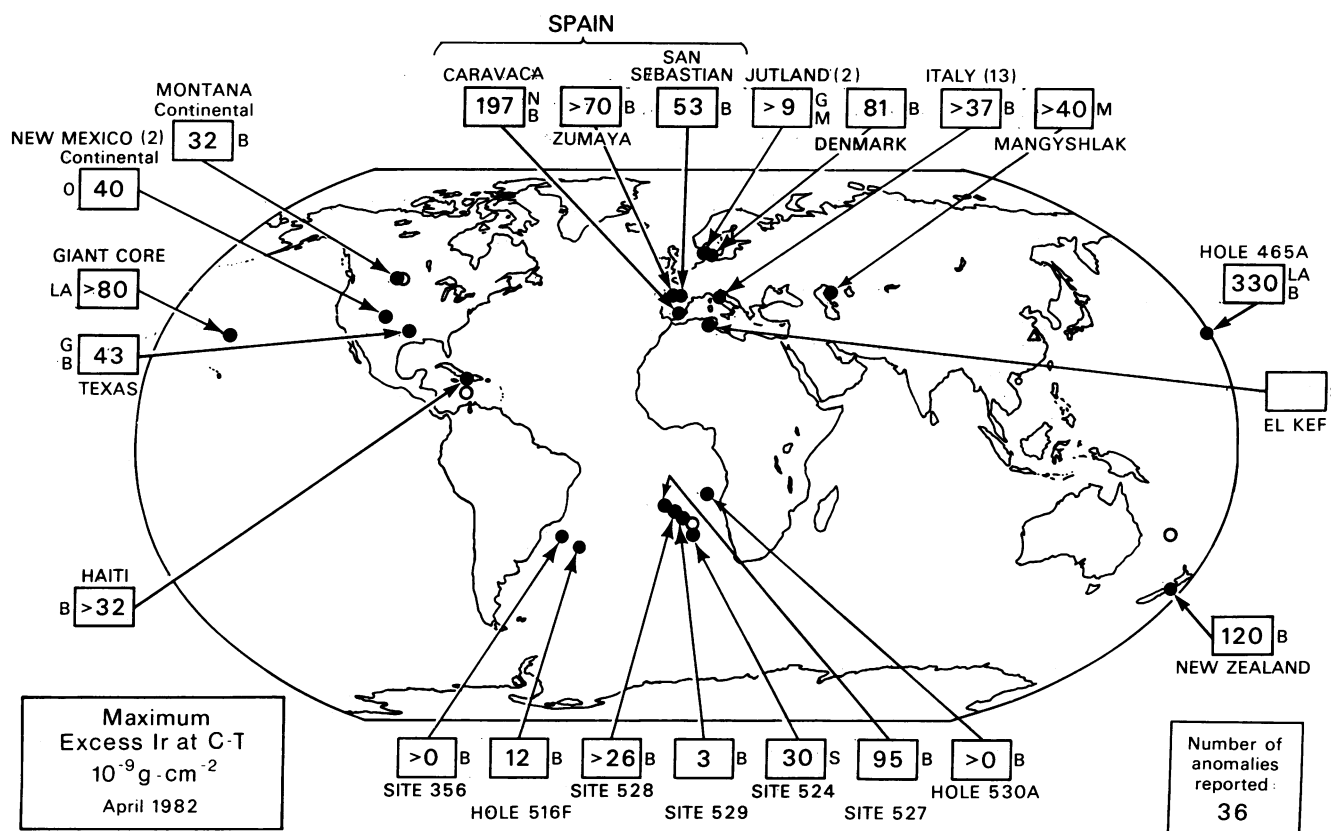 SPAIN
CARAVACA
197
N
B
>70 B
ZUMAYA
SAN
SEBASTIAN
53 B
JUTLAND (2)
>9
G
M
81 B
DENMARK
ITALY (13)
>37 B
>40 M
MANGYSHLAK
MONTANA
Continental
32 B
NEW MEXICO (2)
Continental
O 40
GIANT CORE
LA >80
G
B
43
TEXAS
HOLE 465A
330
LA
B
EL KEF
HAITI
B >32
120 B
NEW ZEALAND
>0 B
SITE 356
12 B
HOLE 516F
>26 B
SITE 528
3 B
SITE 529
30 S
SITE 524
95 B
SITE 527
>0 B
HOLE 530A
Maximum
Excess Ir at C-T
10⁻⁹ g·cm⁻²
April 1982
Number of
anomalies
reported:
36